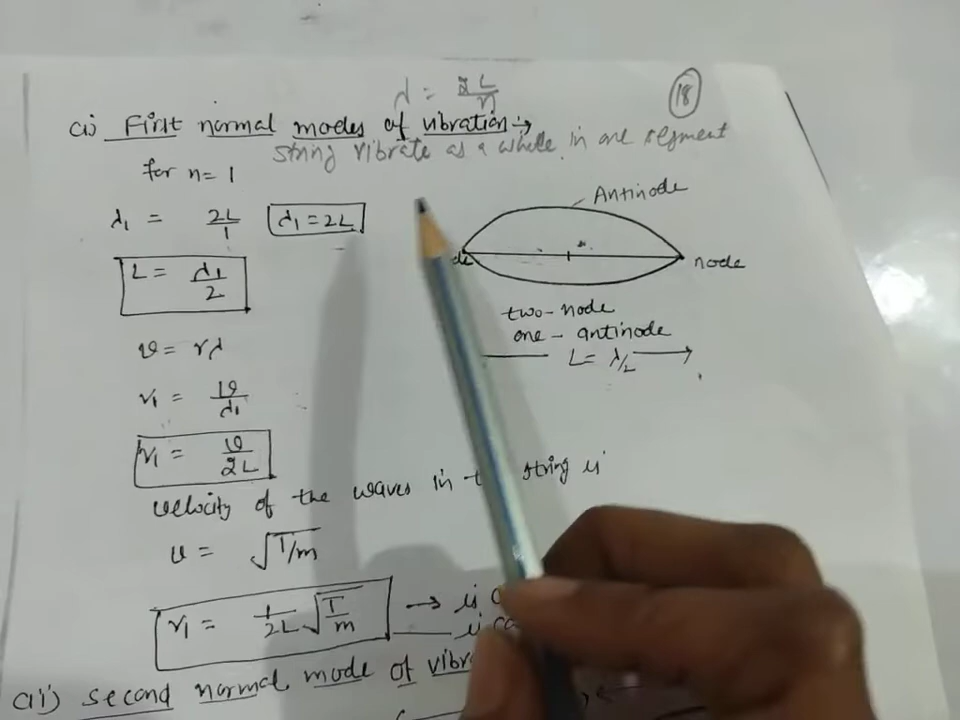 λ = 2L/n
18
(i) First normal modes of vibration :→
string vibrate as a whole in one segment
for n = 1
λ₁ = 2L/1 λ₁ = 2L
Antinode
node
L = λ₁/2
two-node
one - antinode
L = λ/2
v = νλ
ν₁ = v/λ₁
ν₁ = v/2L
velocity of the waves in string is
v = √T/m
ν₁ = 1/2L √T/m → is
is
(ii) second normal mode of